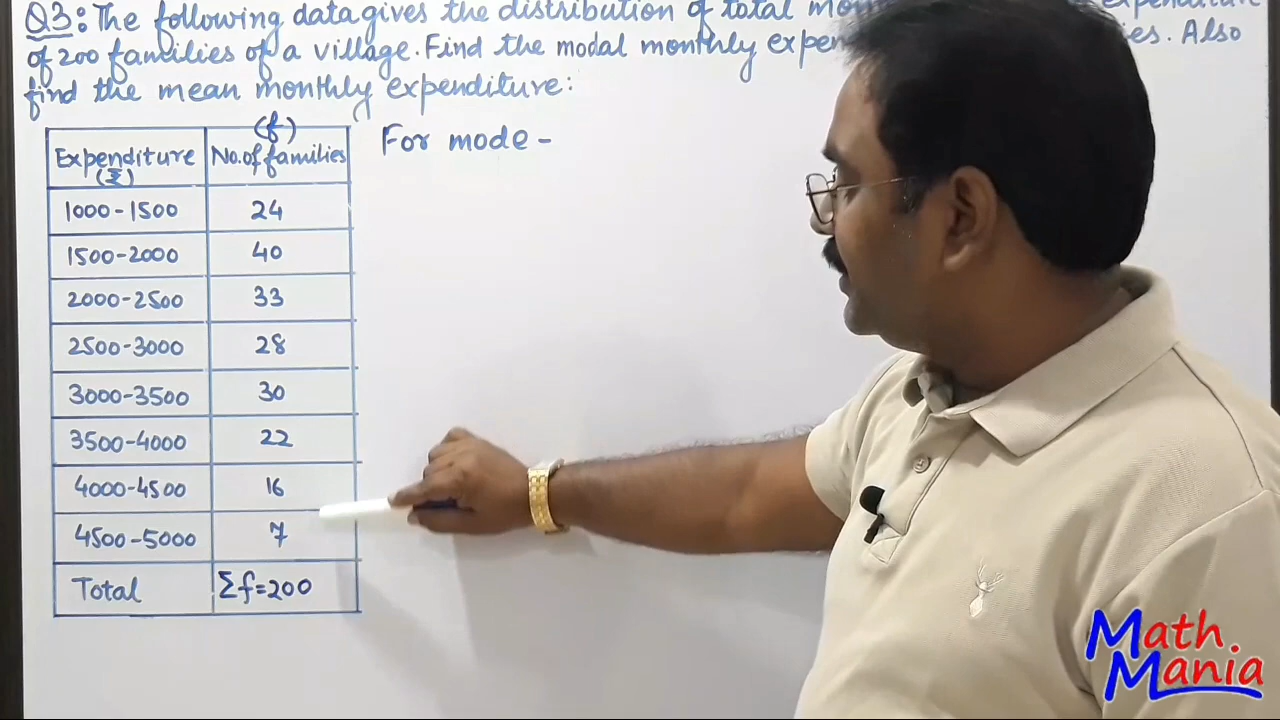 Q3: The following data gives the distribution of total expenditure
of 200 families of a village. Find the modal monthly Also
find the mean monthly expenditure:
(f)
Expenditure No. of families
(₹)
For mode -
1000-1500 24
1500-2000 40
2000-2500 33
2500-3000 28
3000-3500 30
3500-4000 22
4000-4500 16
4500-5000 7
Total Σf=200
Math
Mania